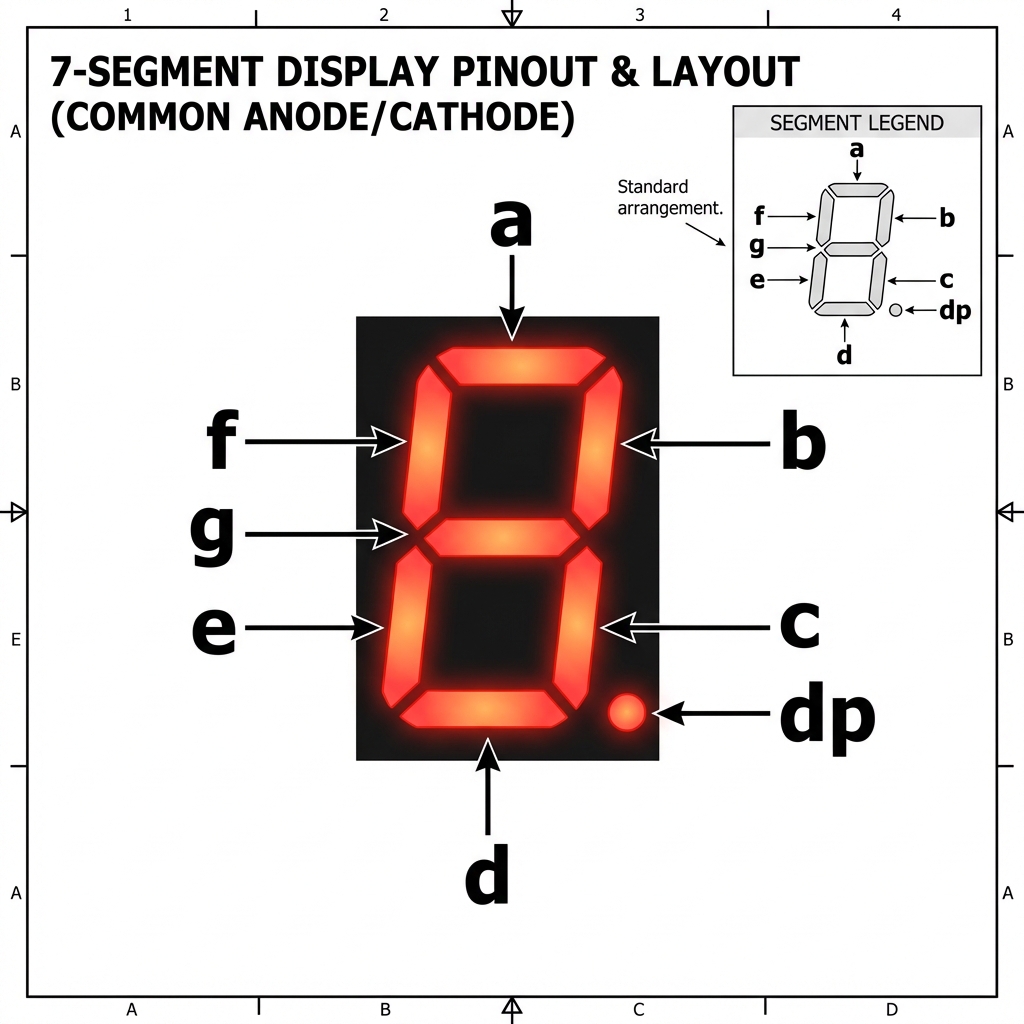 1 2 3 4
7-SEGMENT DISPLAY PINOUT & LAYOUT
(COMMON ANODE/CATHODE)
A A
SEGMENT LEGEND
a
Standard
arrangement.
f b
g
e c
dp
d
a
B B
f b
g
e c
E B
dp
d
A A
A B C D